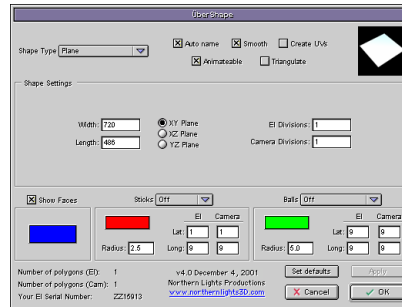 ÜberShape
Shape Type Plane
Auto name Smooth Create UVs
Animateable Triangulate
Shape Settings
Width: 720
Length: 486
XY Plane
XZ Plane
YZ Plane
EI Divisions: 1
Camera Divisions: 1
Show Faces
Sticks Off
Balls Off
EI Camera
Lat: 1 1
Radius: 2.5 Long: 9 9
EI Camera
Lat: 9 9
Radius: 5.0 Long: 9 9
Number of polygons (EI): 1
Number of polygons (Cam): 1
Your EI Serial Number: ZZ15913
v4.0 December 4, 2001
Northern Lights Productions
www.northernlights3D.com
Set defaults Apply
Cancel OK